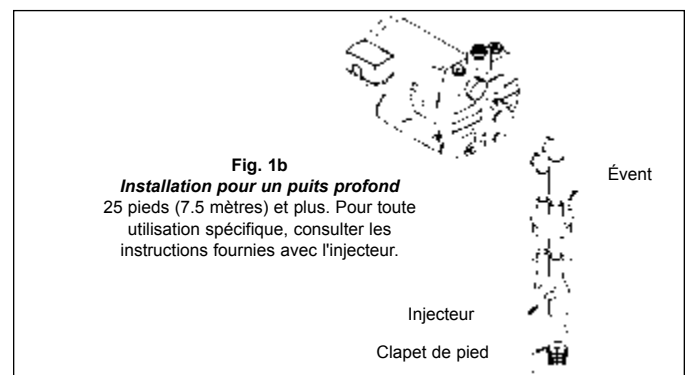 Fig. 1b
Installation pour un puits profond
25 pieds (7.5 mètres) et plus. Pour toute
utilisation spécifique, consulter les
instructions fournies avec l'injecteur.
Évent
Injecteur
Clapet de pied